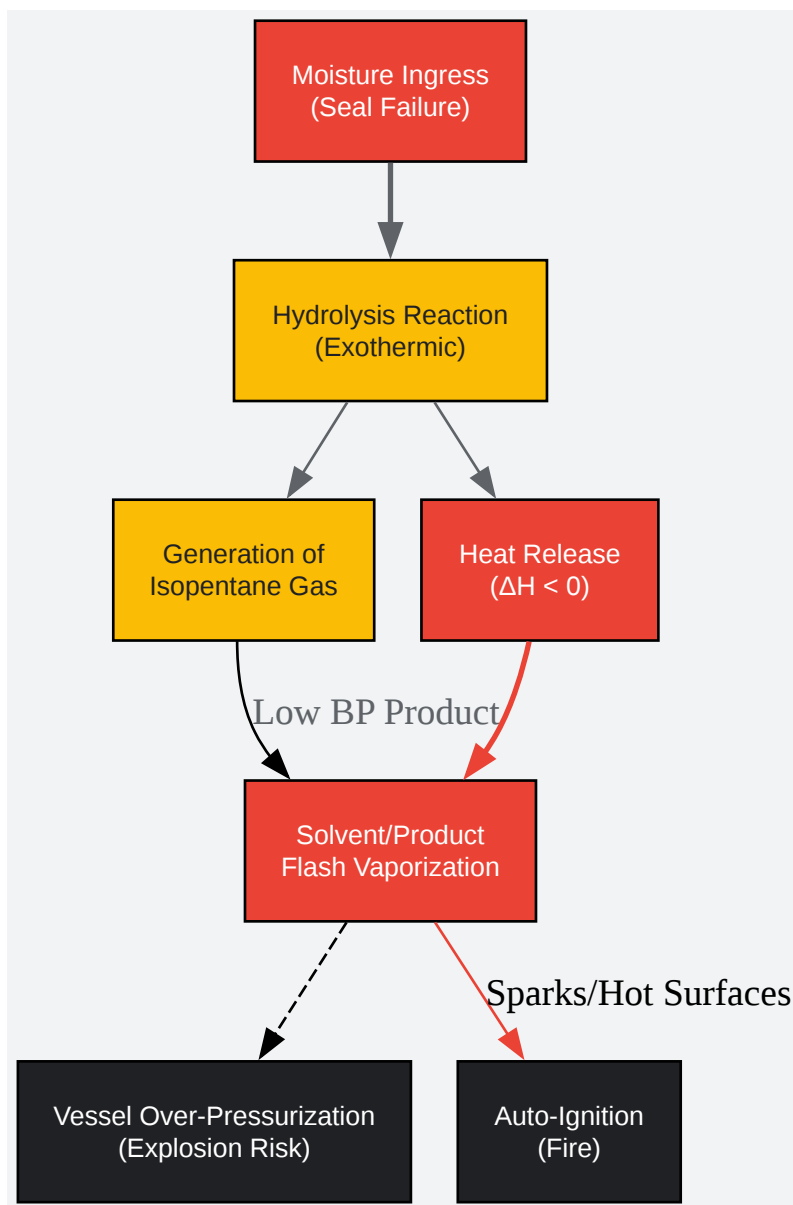 Moisture Ingress
(Seal Failure)
Hydrolysis Reaction
(Exothermic)
Generation of
Isopentane Gas
Heat Release
(ΔH < 0)
Low BP Product
Solvent/Product
Flash Vaporization
Sparks/Hot Surfaces
Vessel Over-Pressurization
(Explosion Risk)
Auto-Ignition
(Fire)